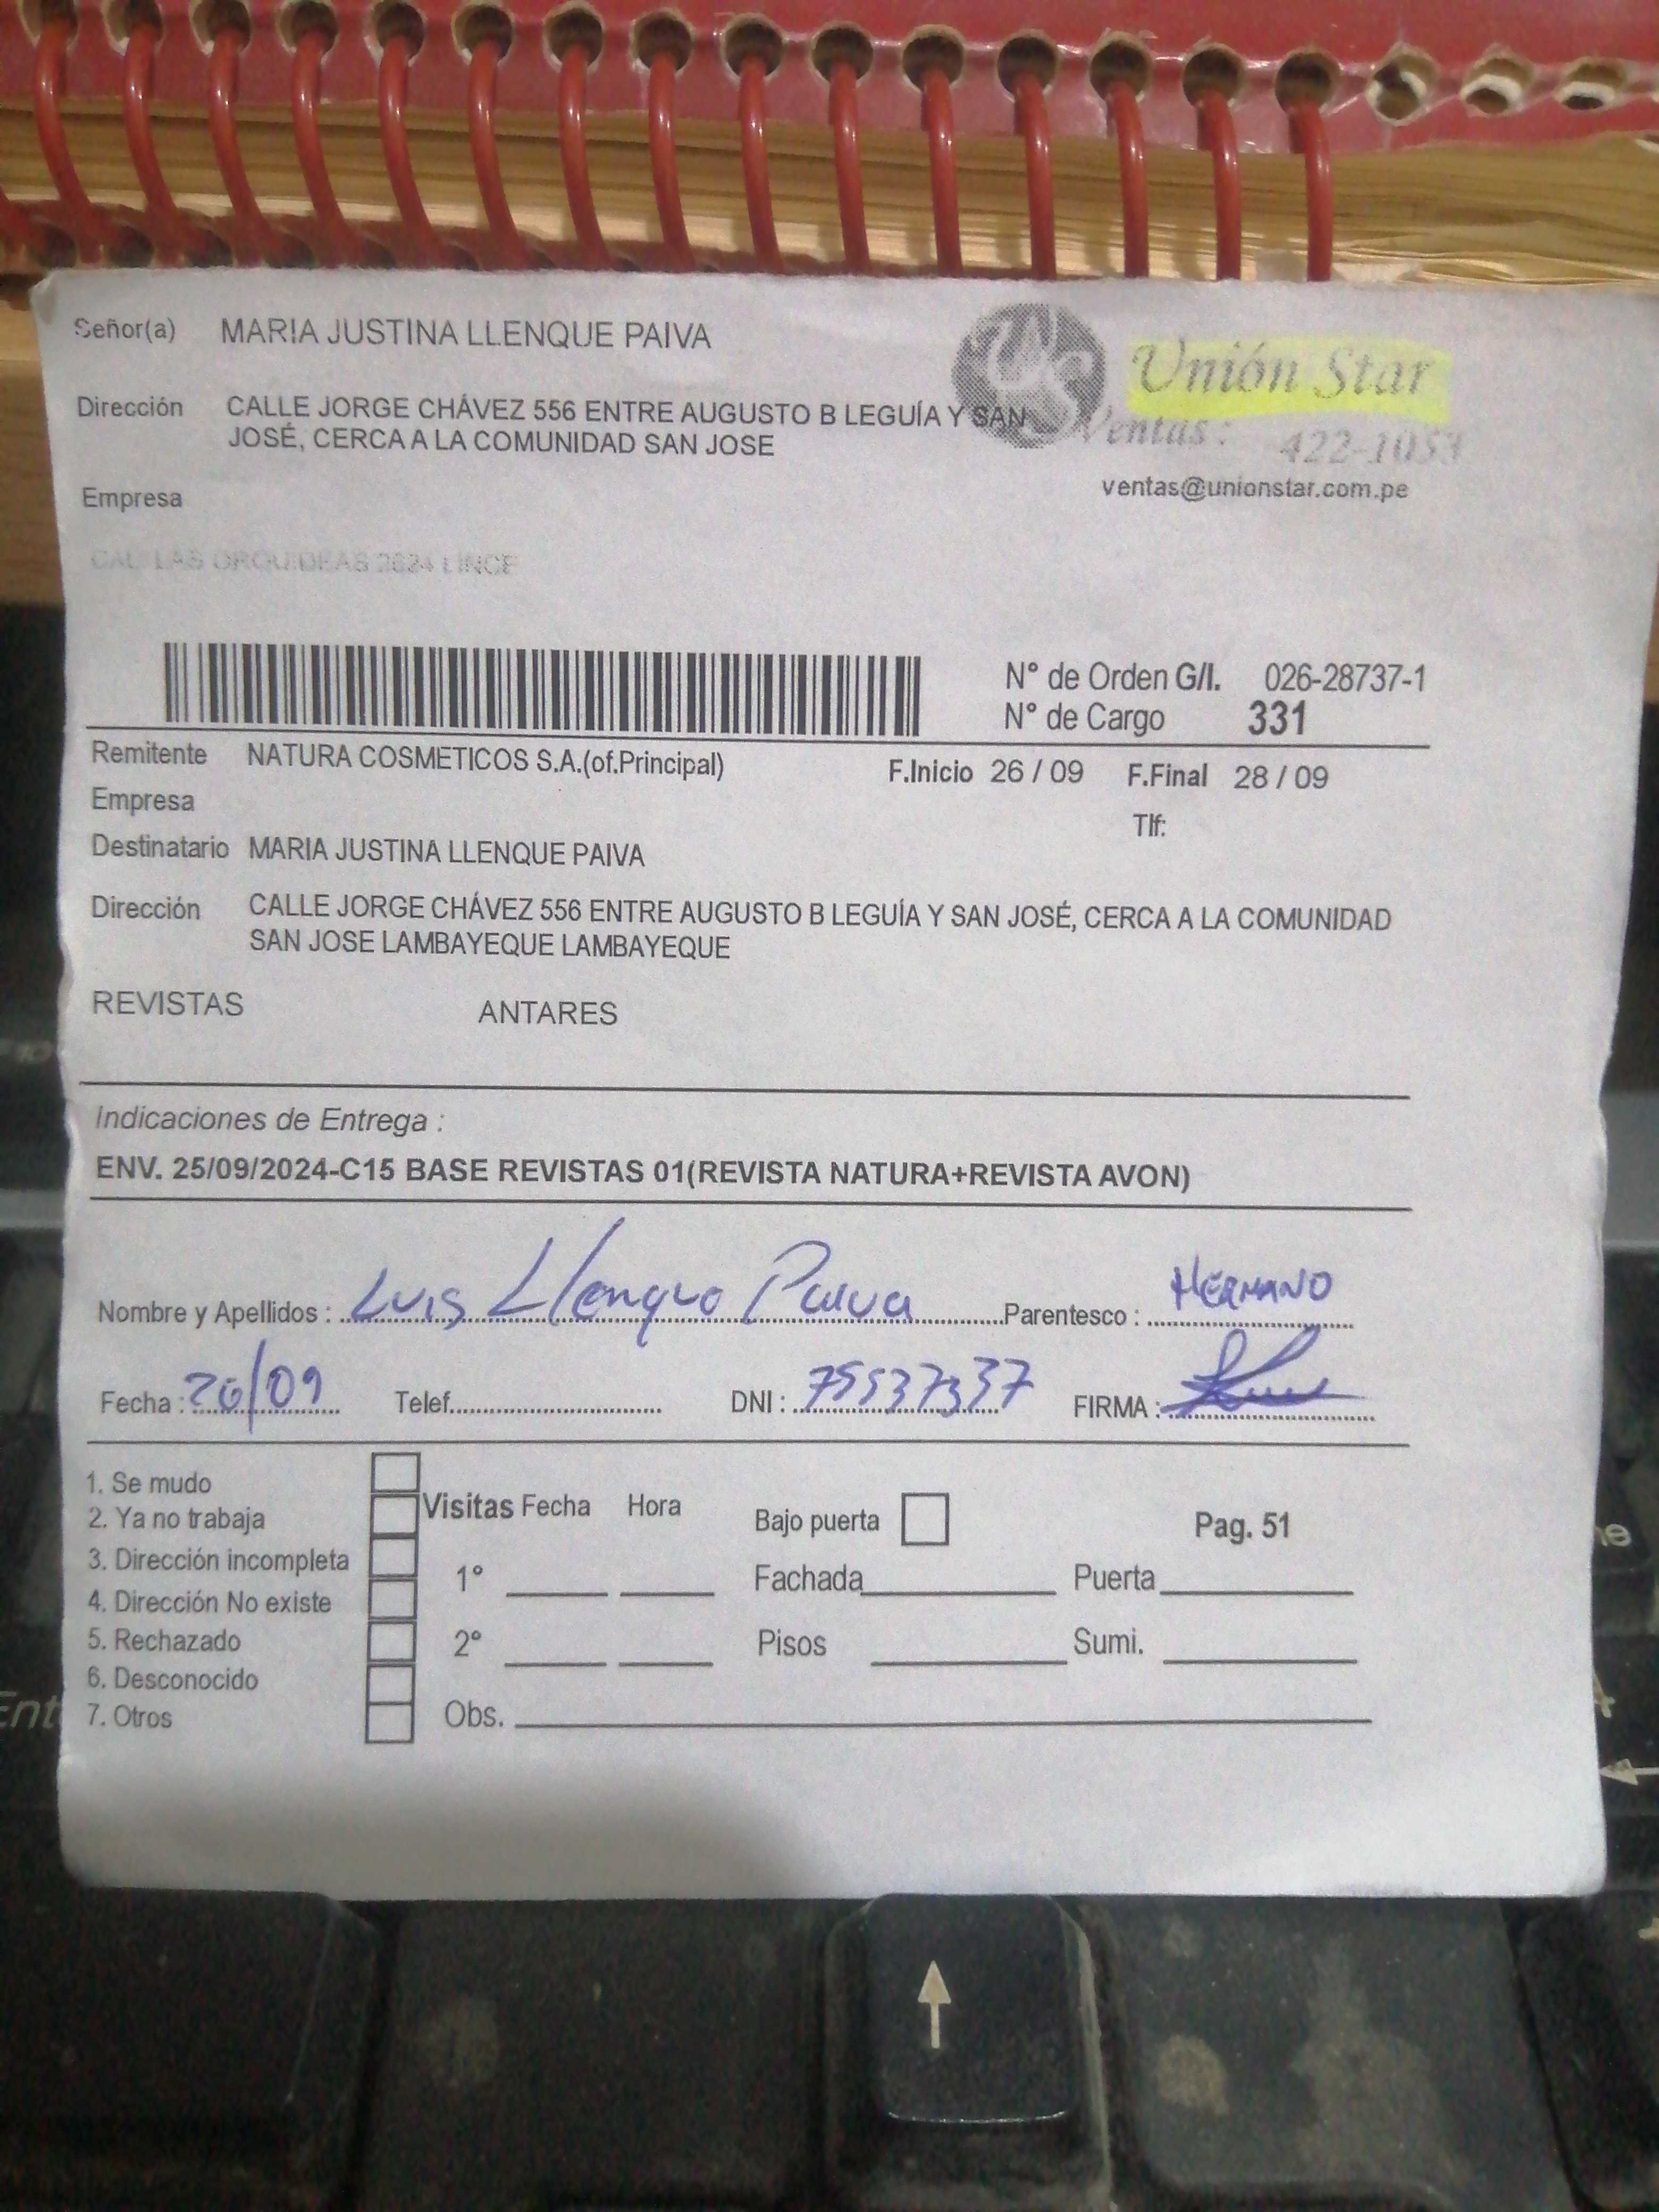 Señor(a) MARIA JUSTINA LLENQUE PAIVA
Unión Star
Dirección CALLE JORGE CHÁVEZ 556 ENTRE AUGUSTO B LEGUÍA Y SAN
JOSÉ, CERCA A LA COMUNIDAD SAN JOSE
Ventas: 422-1053
ventas@unionstar.com.pe
Empresa
CAL LAS ORQUIDEAS 2624 LINCE
N° de Orden G/I. 026-28737-1
N° de Cargo 331
Remitente NATURA COSMETICOS S.A.(of.Principal) F.Inicio 26 / 09 F.Final 28 / 09
Empresa
Tlf:
Destinatario MARIA JUSTINA LLENQUE PAIVA
Dirección CALLE JORGE CHÁVEZ 556 ENTRE AUGUSTO B LEGUÍA Y SAN JOSÉ, CERCA A LA COMUNIDAD
SAN JOSE LAMBAYEQUE LAMBAYEQUE
REVISTAS ANTARES
Indicaciones de Entrega :
ENV. 25/09/2024-C15 BASE REVISTAS 01(REVISTA NATURA+REVISTA AVON)
Nombre y Apellidos : Luis Llenque Paiva Parentesco : HERMANO
Fecha : 26/09 Telef. DNI : FIRMA :
1. Se mudo
2. Ya no trabaja
3. Dirección incompleta
4. Dirección No existe
5. Rechazado
6. Desconocido
7. Otros
Visitas Fecha Hora Bajo puerta Pag. 51
1° Fachada Puerta
2° Pisos Sumi.
Obs.